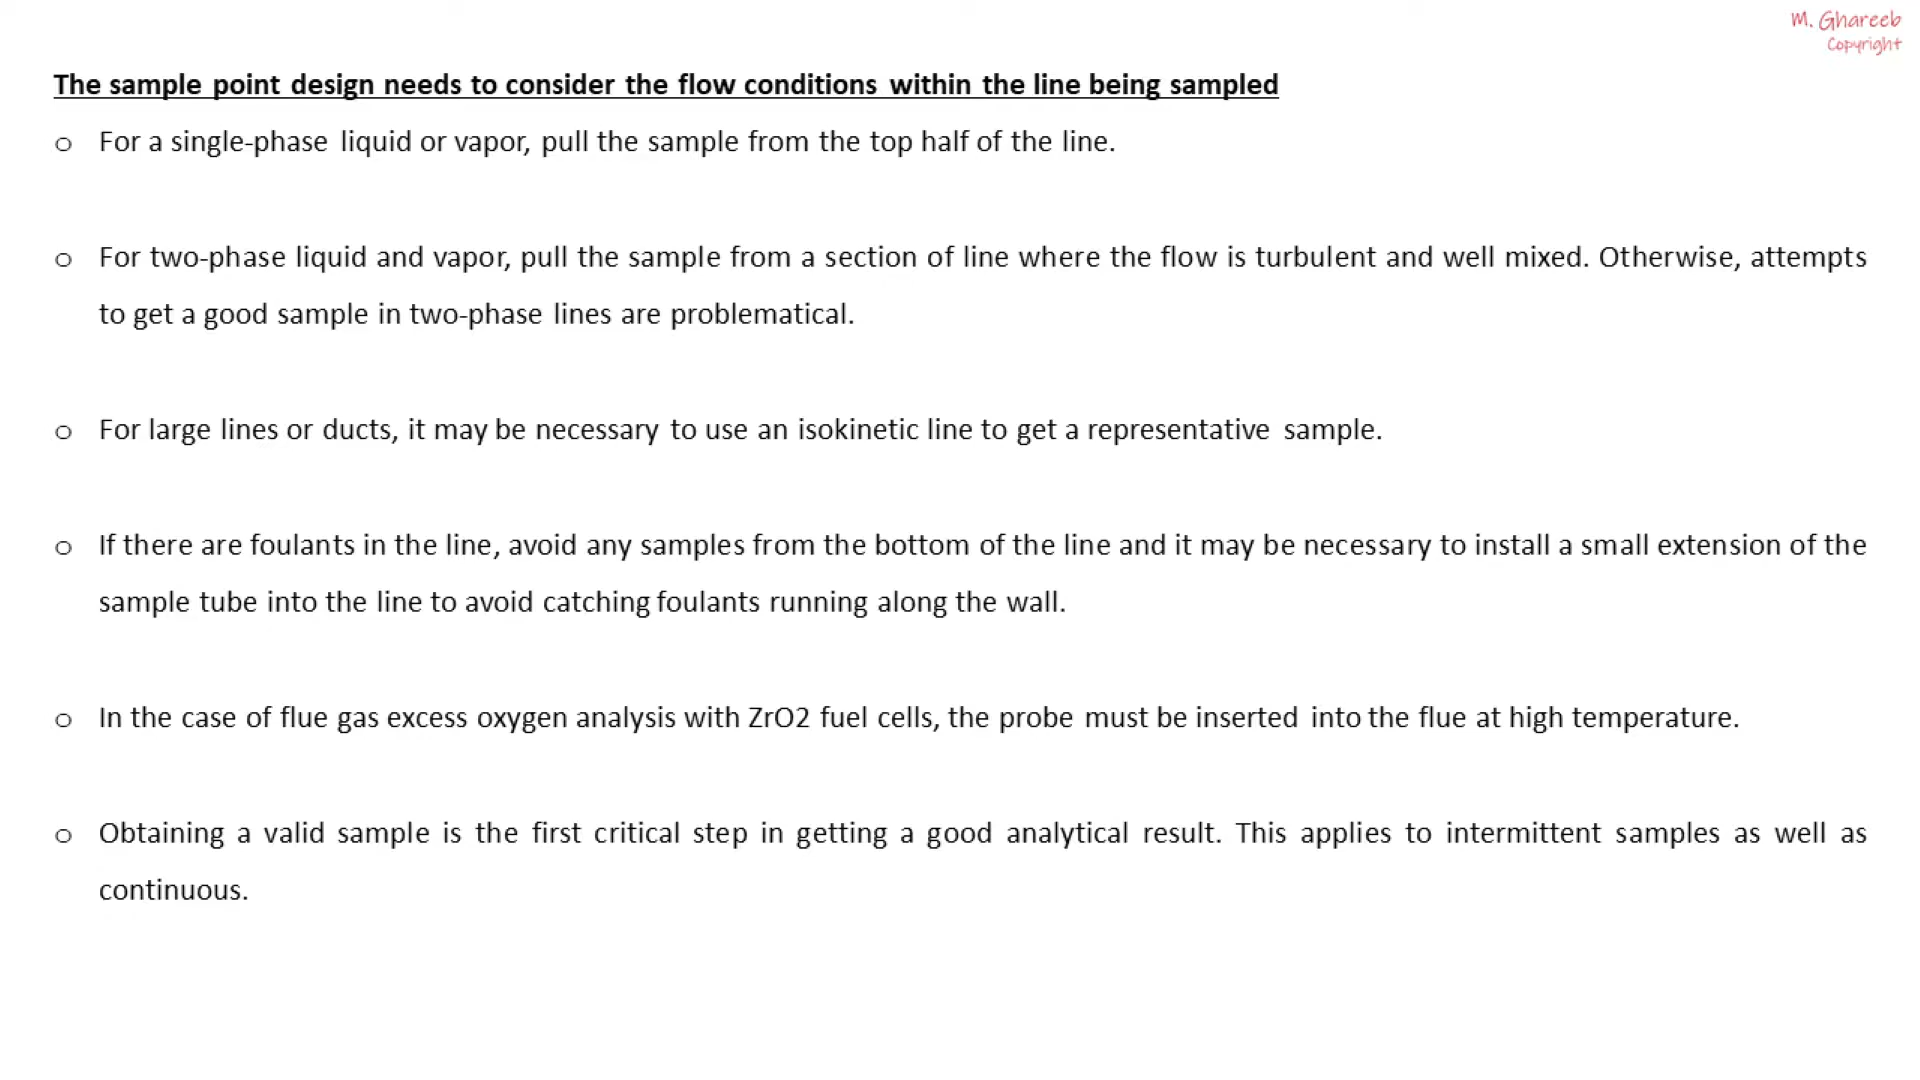 M. Ghareeb
Copyright
The sample point design needs to consider the flow conditions within the line being sampled
o For a single-phase liquid or vapor, pull the sample from the top half of the line.
o For two-phase liquid and vapor, pull the sample from a section of line where the flow is turbulent and well mixed. Otherwise, attempts
to get a good sample in two-phase lines are problematical.
o For large lines or ducts, it may be necessary to use an isokinetic line to get a representative sample.
o If there are foulants in the line, avoid any samples from the bottom of the line and it may be necessary to install a small extension of the
sample tube into the line to avoid catching foulants running along the wall.
o In the case of flue gas excess oxygen analysis with ZrO2 fuel cells, the probe must be inserted into the flue at high temperature.
o Obtaining a valid sample is the first critical step in getting a good analytical result. This applies to intermittent samples as well as
continuous.